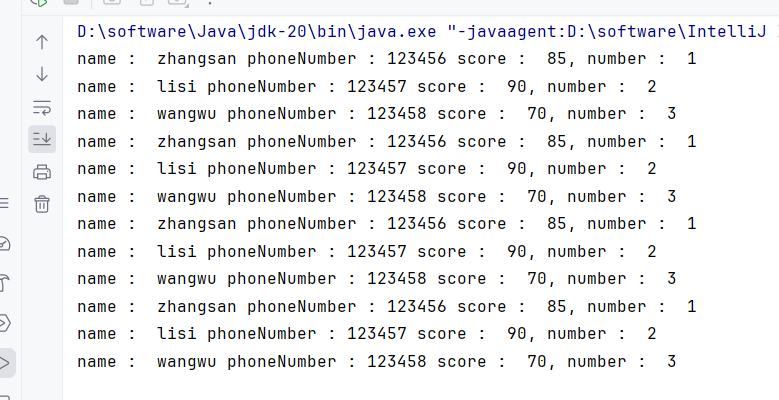 D:\software\Java\jdk-20\bin\java.exe "-javaagent:D:\software\IntelliJ
name :  zhangsan phoneNumber : 123456 score :  85, number :  1
name :  lisi phoneNumber : 123457 score :  90, number :  2
name :  wangwu phoneNumber : 123458 score :  70, number :  3
name :  zhangsan phoneNumber : 123456 score :  85, number :  1
name :  lisi phoneNumber : 123457 score :  90, number :  2
name :  wangwu phoneNumber : 123458 score :  70, number :  3
name :  zhangsan phoneNumber : 123456 score :  85, number :  1
name :  lisi phoneNumber : 123457 score :  90, number :  2
name :  wangwu phoneNumber : 123458 score :  70, number :  3
name :  zhangsan phoneNumber : 123456 score :  85, number :  1
name :  lisi phoneNumber : 123457 score :  90, number :  2
name :  wangwu phoneNumber : 123458 score :  70, number :  3